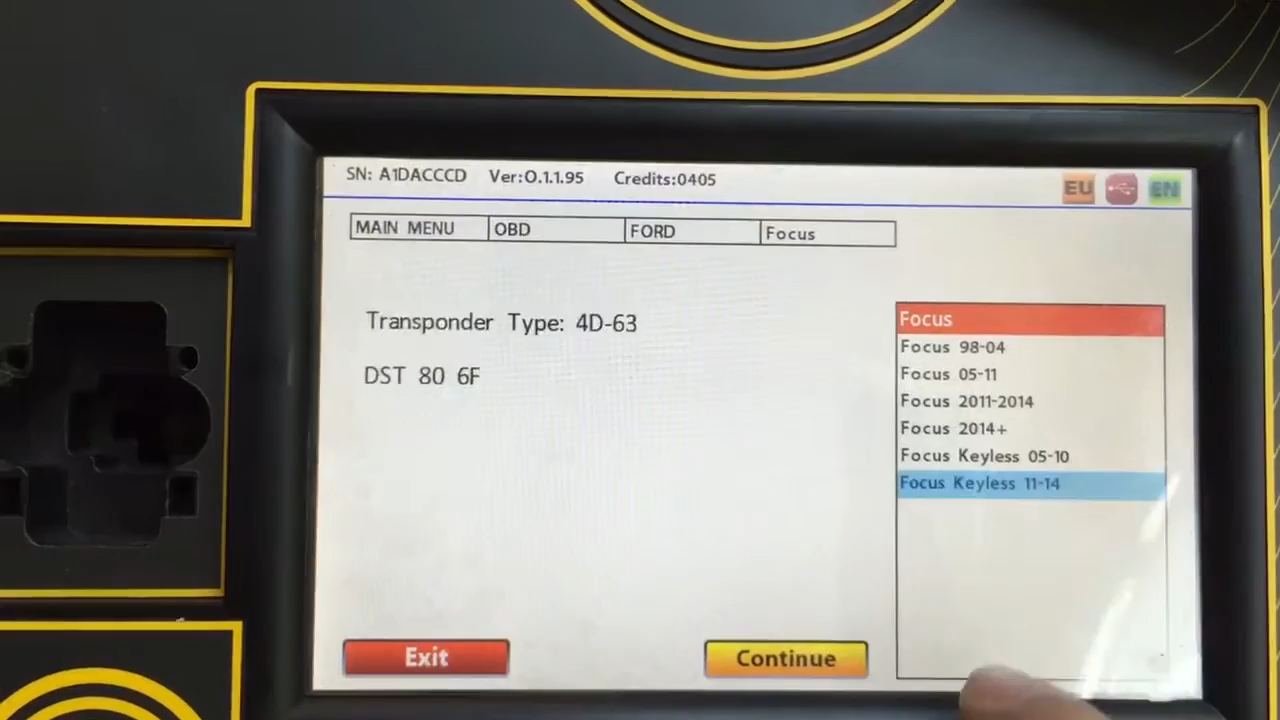 SN: A1DACCCD Ver:0.1.1.95 Credits:0405
EU EN
MAIN MENU OBD FORD Focus
Transponder Type: 4D-63
DST 80 6F
Focus
Focus 98-04
Focus 05-11
Focus 2011-2014
Focus 2014+
Focus Keyless 05-10
Focus Keyless 11-14
Exit Continue